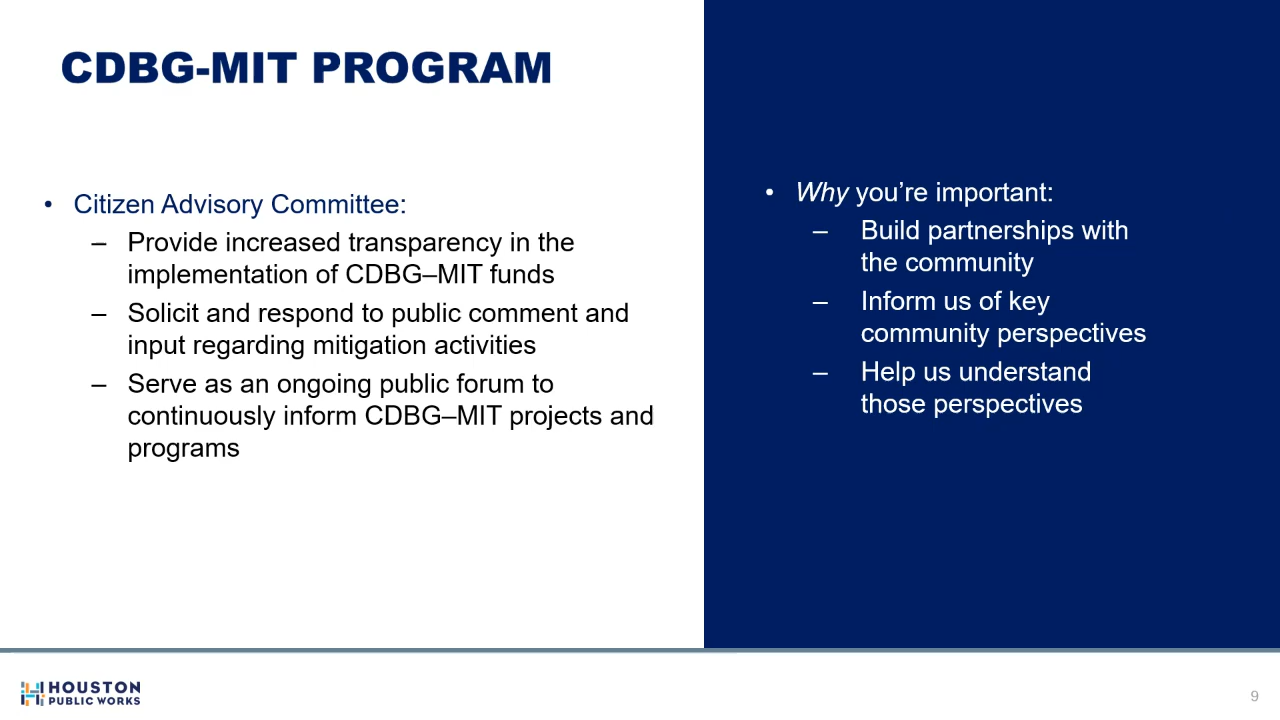 CDBG-MIT PROGRAM
• Citizen Advisory Committee:
– Provide increased transparency in the
implementation of CDBG–MIT funds
– Solicit and respond to public comment and
input regarding mitigation activities
– Serve as an ongoing public forum to
continuously inform CDBG–MIT projects and
programs
• Why you’re important:
– Build partnerships with
the community
– Inform us of key
community perspectives
– Help us understand
those perspectives
HOUSTON
PUBLIC WORKS
9